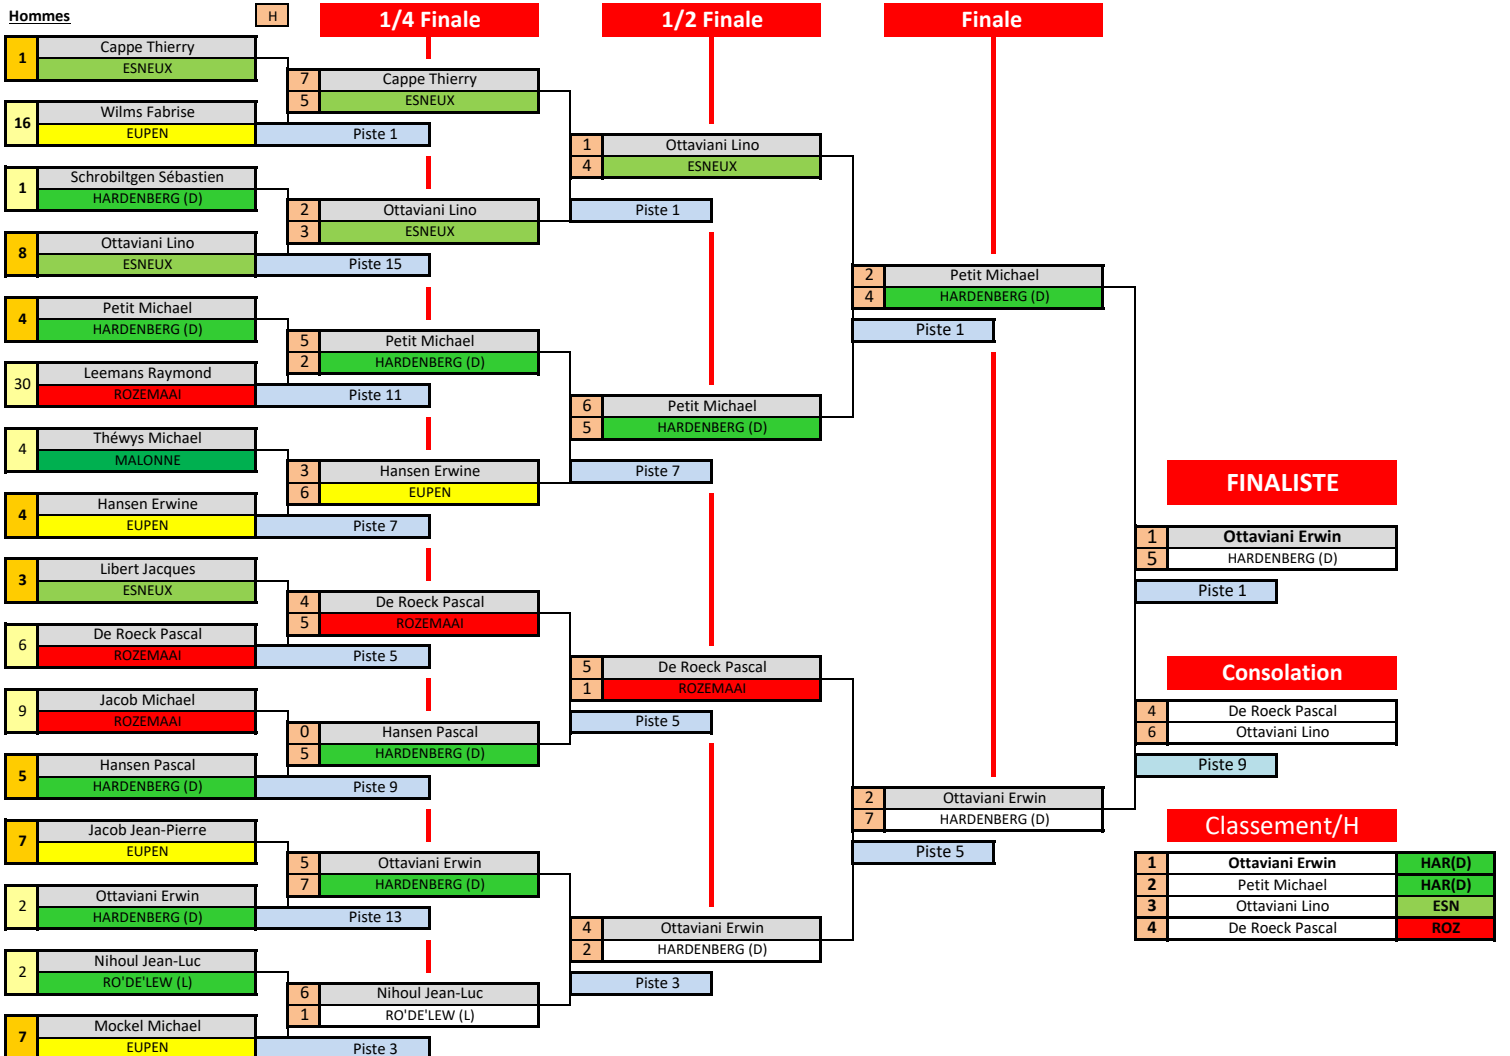 Hommes
H
1/4 Finale
1/2 Finale
Finale
1
Cappe Thierry
ESNEUX
16
Wilms Fabrise
EUPEN
Piste 1
1
Schrobiltgen Sébastien
HARDENBERG (D)
8
Ottaviani Lino
ESNEUX
Piste 15
4
Petit Michael
HARDENBERG (D)
30
Leemans Raymond
ROZEMAAI
Piste 11
4
Théwys Michael
MALONNE
4
Hansen Erwine
EUPEN
Piste 7
3
Libert Jacques
ESNEUX
6
De Roeck Pascal
ROZEMAAI
Piste 5
9
Jacob Michael
ROZEMAAI
5
Hansen Pascal
HARDENBERG (D)
Piste 9
7
Jacob Jean-Pierre
EUPEN
2
Ottaviani Erwin
HARDENBERG (D)
Piste 13
2
Nihoul Jean-Luc
RO'DE'LEW (L)
7
Mockel Michael
EUPEN
Piste 3
7 Cappe Thierry
5 ESNEUX
2 Ottaviani Lino
3 ESNEUX
5 Petit Michael
2 HARDENBERG (D)
3 Hansen Erwine
6 EUPEN
4 De Roeck Pascal
5 ROZEMAAI
0 Hansen Pascal
5 HARDENBERG (D)
5 Ottaviani Erwin
7 HARDENBERG (D)
6 Nihoul Jean-Luc
1 RO'DE'LEW (L)
1 Ottaviani Lino
4 ESNEUX
Piste 1
6 Petit Michael
5 HARDENBERG (D)
Piste 7
5 De Roeck Pascal
1 ROZEMAAI
Piste 5
4 Ottaviani Erwin
2 HARDENBERG (D)
Piste 3
2 Petit Michael
4 HARDENBERG (D)
Piste 1
2 Ottaviani Erwin
7 HARDENBERG (D)
Piste 5
FINALISTE
1 Ottaviani Erwin
5 HARDENBERG (D)
Piste 1
Consolation
4 De Roeck Pascal
6 Ottaviani Lino
Piste 9
Classement/H
1 Ottaviani Erwin HAR(D)
2 Petit Michael HAR(D)
3 Ottaviani Lino ESN
4 De Roeck Pascal ROZ